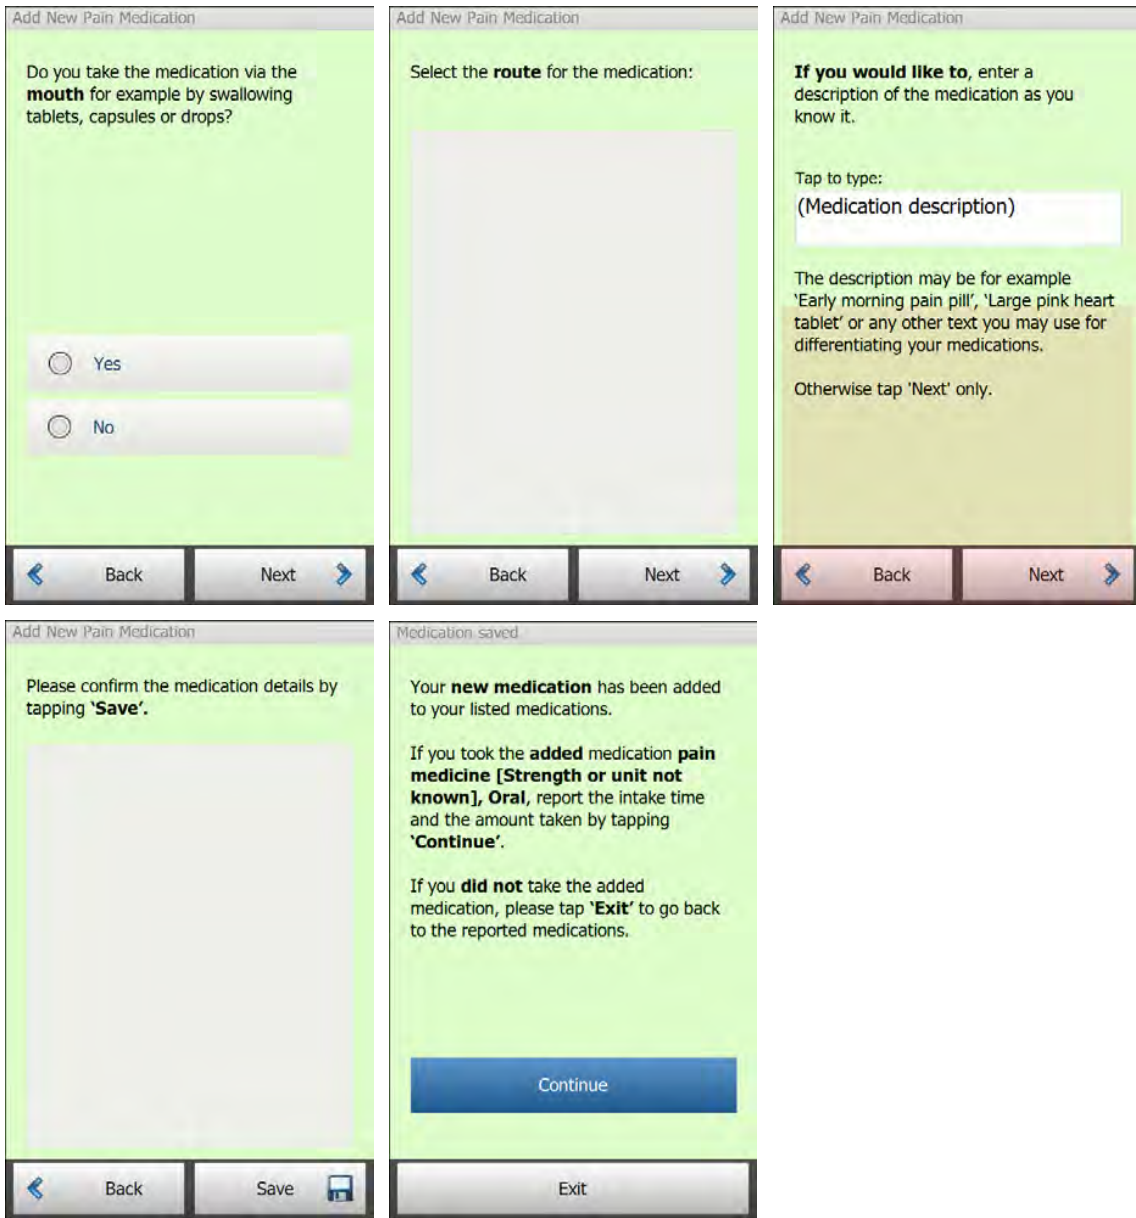 Add New Pain Medication
Do you take the medication via the
mouth for example by swallowing
tablets, capsules or drops?
Yes
No
Back
Next
Add New Pain Medication
Select the route for the medication:
Back
Next
Add New Pain Medication
If you would like to, enter a
description of the medication as you
know it.
Tap to type:
(Medication description)
The description may be for example
‘Early morning pain pill’, ‘Large pink heart
tablet’ or any other text you may use for
differentiating your medications.
Otherwise tap 'Next' only.
Back
Next
Add New Pain Medication
Please confirm the medication details by
tapping ‘Save’.
Back
Save
Medication saved
Your new medication has been added
to your listed medications.
If you took the added medication pain
medicine [Strength or unit not
known], Oral, report the intake time
and the amount taken by tapping
‘Continue’.
If you did not take the added
medication, please tap ‘Exit’ to go back
to the reported medications.
Continue
Exit